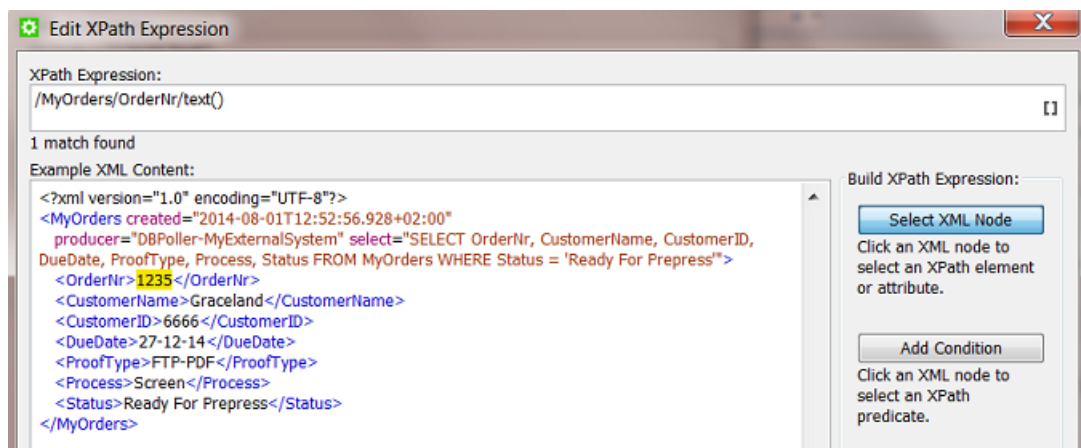 Edit XPath Expression
XPath Expression:
/MyOrders/OrderNr/text()
[]
1 match found
Example XML Content:
<?xml version="1.0" encoding="UTF-8"?>
<MyOrders created="2014-08-01T12:52:56.928+02:00"
producer="DBPoller-MyExternalSystem" select="SELECT OrderNr, CustomerName, CustomerID,
DueDate, ProofType, Process, Status FROM MyOrders WHERE Status = 'Ready For Prepress'">
<OrderNr>1235</OrderNr>
<CustomerName>Graceland</CustomerName>
<CustomerID>6666</CustomerID>
<DueDate>27-12-14</DueDate>
<ProofType>FTP-PDF</ProofType>
<Process>Screen</Process>
<Status>Ready For Prepress</Status>
</MyOrders>
Build XPath Expression:
Select XML Node
Click an XML node to
select an XPath element
or attribute.
Add Condition
Click an XML node to
select an XPath
predicate.